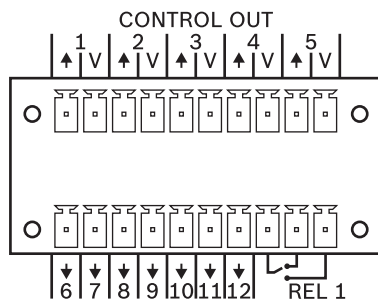 CONTROL OUT
1 2 3 4 5
V V V V V
6 7 8 9 10 11 12 REL 1